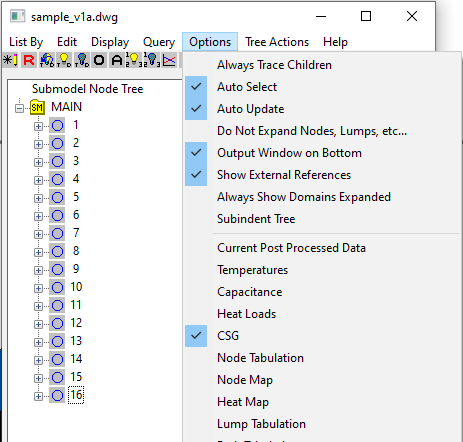 sample_v1a.dwg
List By Edit Display Query Options Tree Actions Help
Submodel Node Tree
SM MAIN
1
2
3
4
5
6
7
8
9
10
11
12
13
14
15
16
Always Trace Children
Auto Select
Auto Update
Do Not Expand Nodes, Lumps, etc...
Output Window on Bottom
Show External References
Always Show Domains Expanded
Subindent Tree
Current Post Processed Data
Temperatures
Capacitance
Heat Loads
CSG
Node Tabulation
Node Map
Heat Map
Lump Tabulation